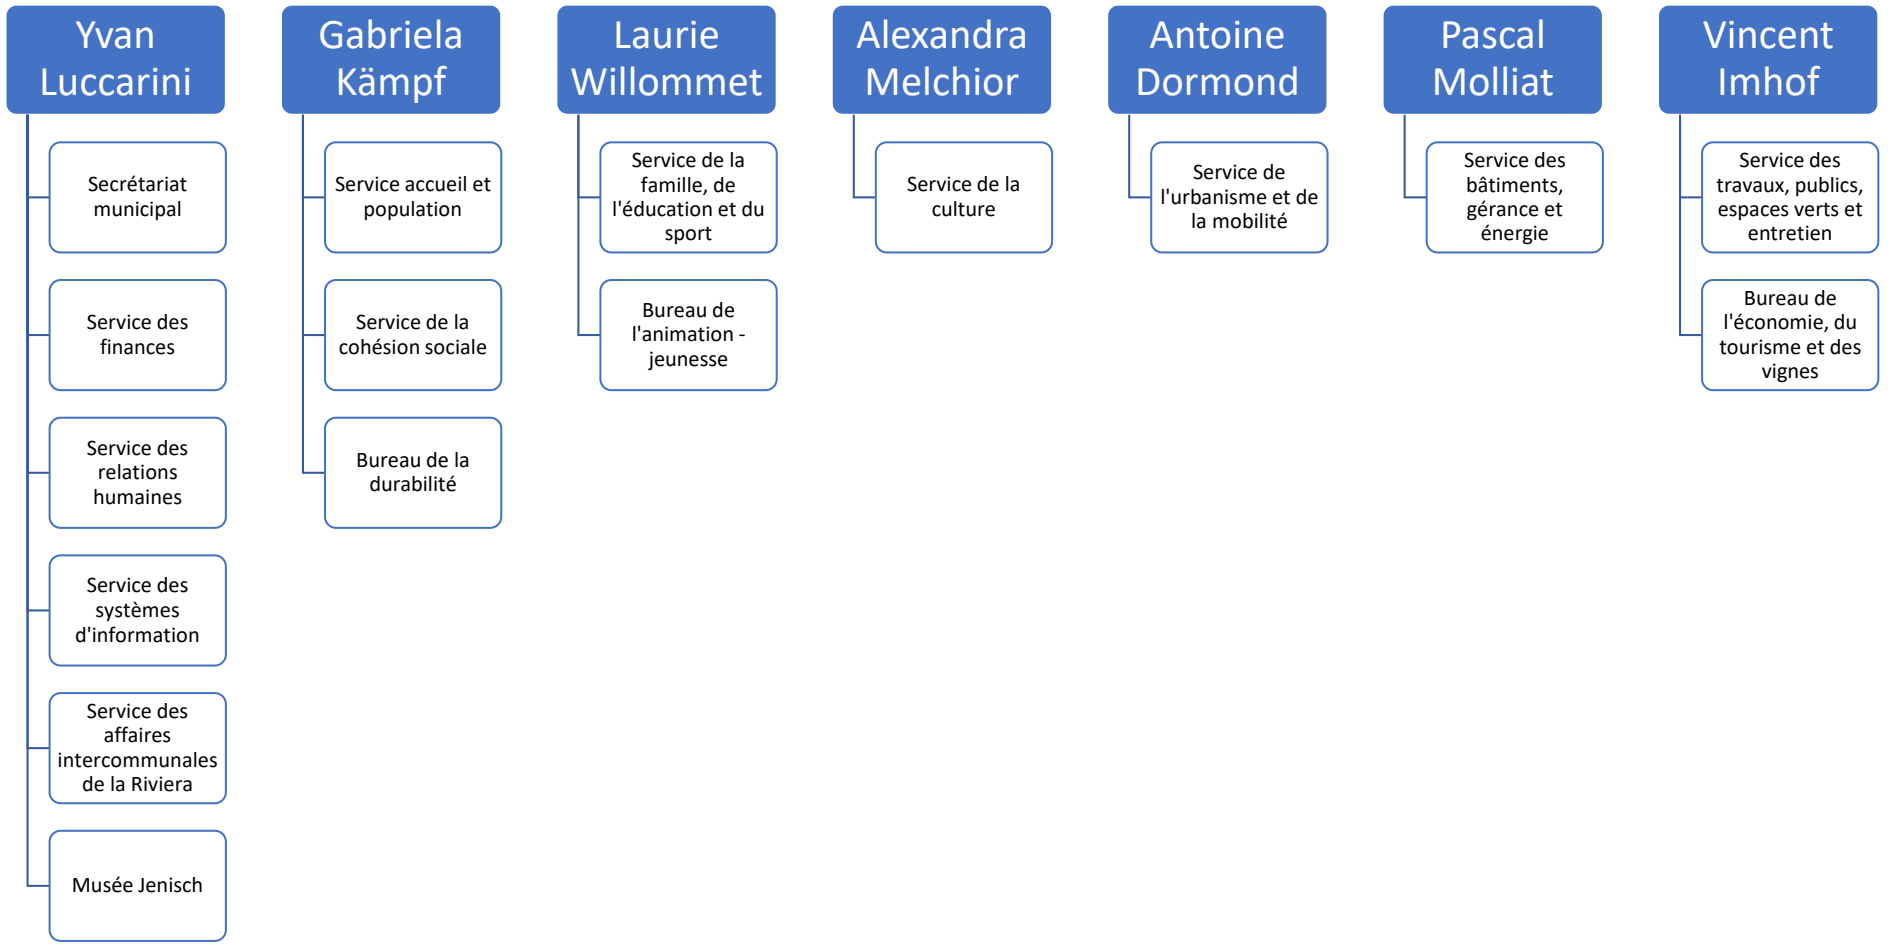 Yvan
Luccarini
Secrétariat
municipal
Service des
finances
Service des
relations
humaines
Service des
systèmes
d'information
Service des
affaires
intercommunales
de la Riviera
Musée Jenisch
Gabriela
Kämpf
Service accueil et
population
Service de la
cohésion sociale
Bureau de la
durabilité
Laurie
Willommet
Service de la
famille, de
l'éducation et du
sport
Bureau de
l'animation -
jeunesse
Alexandra
Melchior
Service de la
culture
Antoine
Dormond
Service de
l'urbanisme et de
la mobilité
Pascal
Molliat
Service des
bâtiments,
gérance et
énergie
Vincent
Imhof
Service des
travaux, publics,
espaces verts et
entretien
Bureau de
l'économie, du
tourisme et des
vignes